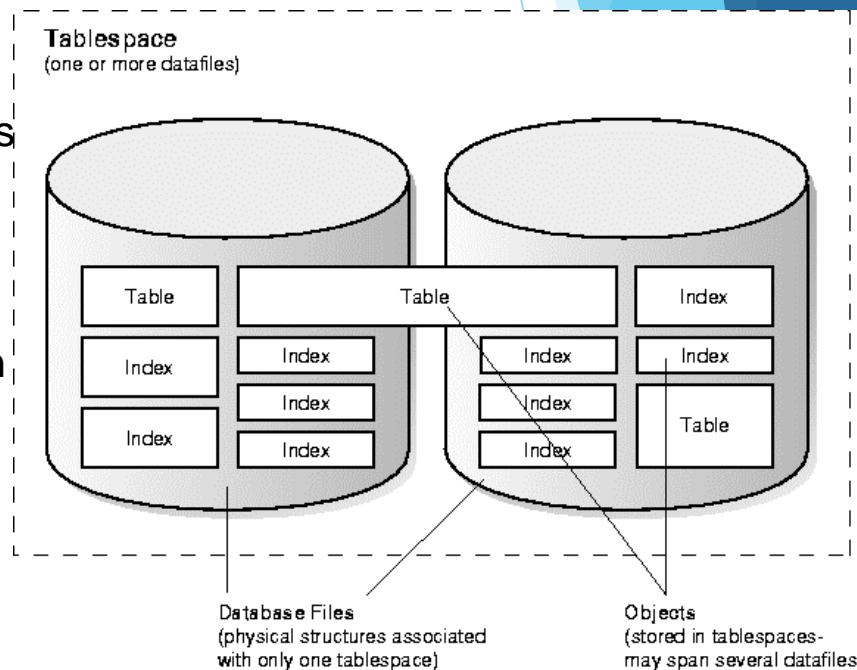 Tablespace
(one or more datafiles)
s
n
Table
Table
Index
Index
Index
Index
Index
Index
Index
Index
Index
Index
Index
Table
Database Files
(physical structures associated
with only one tablespace)
Objects
(stored in tablespaces-
may span several datafiles